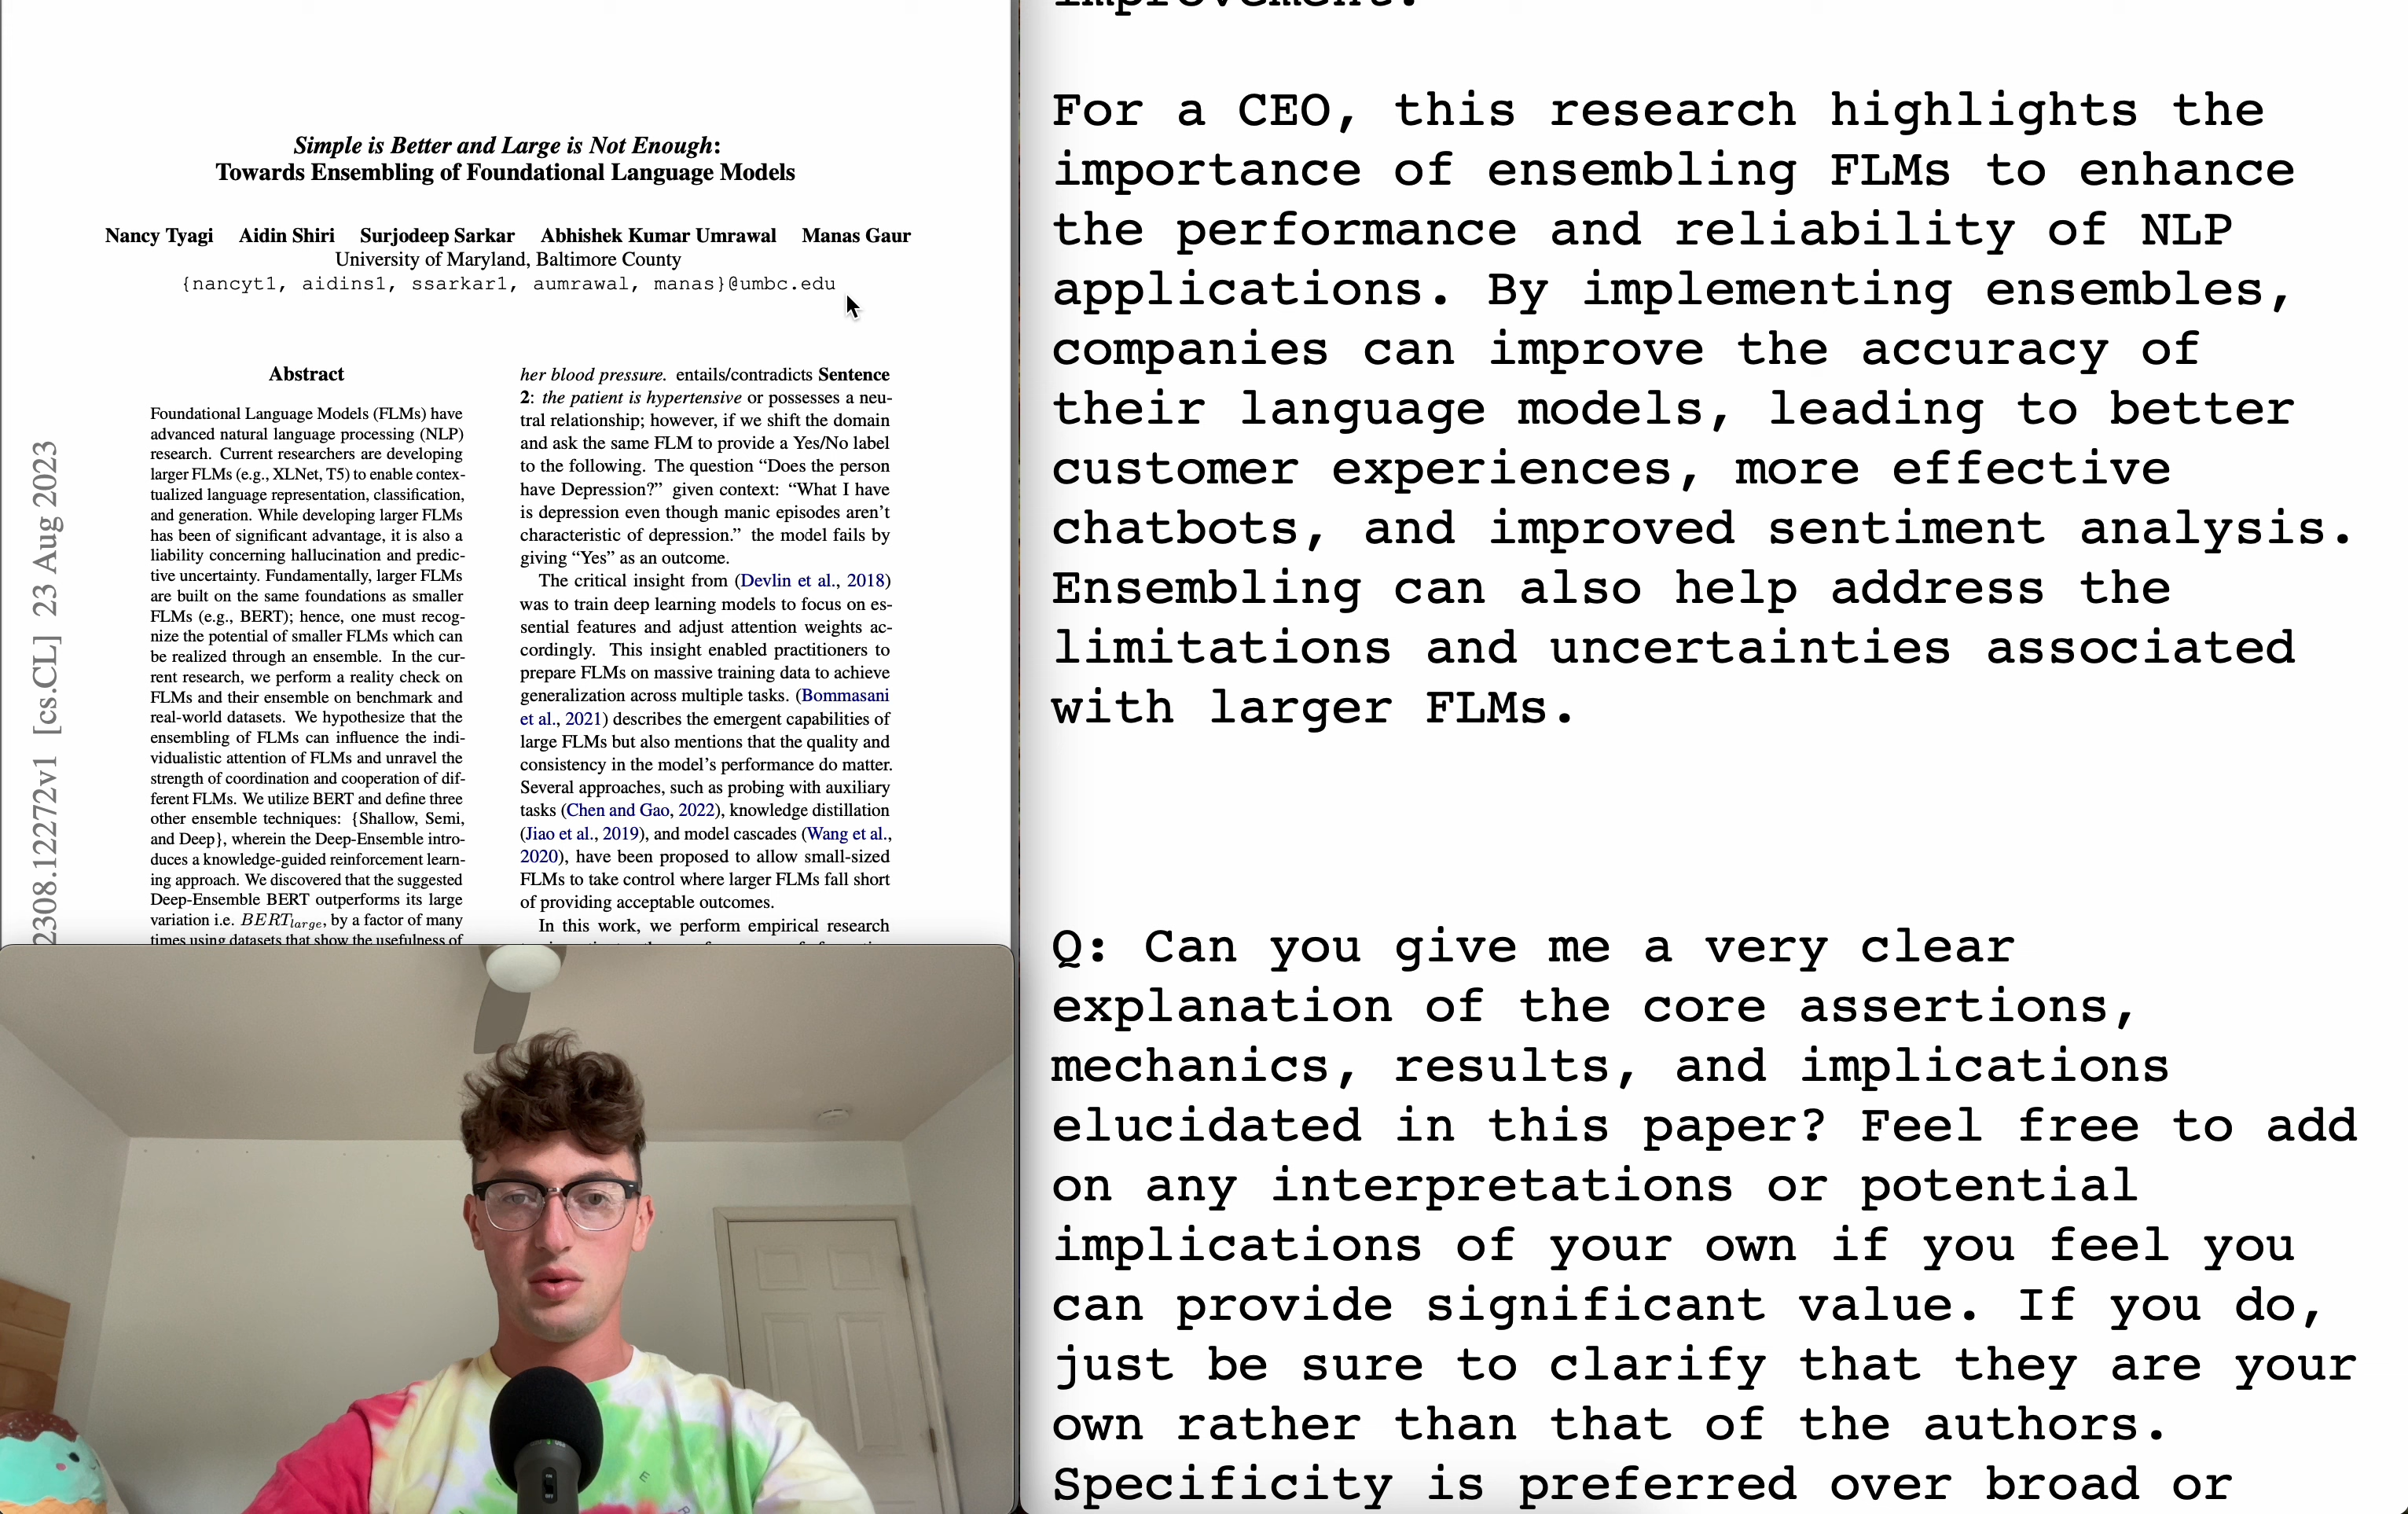 Simple is Better and Large is Not Enough:
Towards Ensembling of Foundational Language Models
Nancy Tyagi Aidin Shiri Surjodeep Sarkar Abhishek Kumar Umrawal Manas Gaur
University of Maryland, Baltimore County
{nancyt1, aidins1, ssarkar1, aumrawal, manas}@umbc.edu
2308.12272v1 [cs.CL] 23 Aug 2023
Abstract
Foundational Language Models (FLMs) have
advanced natural language processing (NLP)
research. Current researchers are developing
larger FLMs (e.g., XLNet, T5) to enable contex-
tualized language representation, classification,
and generation. While developing larger FLMs
has been of significant advantage, it is also a
liability concerning hallucination and predic-
tive uncertainty. Fundamentally, larger FLMs
are built on the same foundations as smaller
FLMs (e.g., BERT); hence, one must recog-
nize the potential of smaller FLMs which can
be realized through an ensemble. In the cur-
rent research, we perform a reality check on
FLMs and their ensemble on benchmark and
real-world datasets. We hypothesize that the
ensembling of FLMs can influence the indi-
vidualistic attention of FLMs and unravel the
strength of coordination and cooperation of dif-
ferent FLMs. We utilize BERT and define three
other ensemble techniques: {Shallow, Semi,
and Deep}, wherein the Deep-Ensemble intro-
duces a knowledge-guided reinforcement learn-
ing approach. We discovered that the suggested
Deep-Ensemble BERT outperforms its large
variation i.e. BERTlarge, by a factor of many
times using datasets that show the usefulness of
her blood pressure. entails/contradicts Sentence
2: the patient is hypertensive or possesses a neu-
tral relationship; however, if we shift the domain
and ask the same FLM to provide a Yes/No label
to the following. The question “Does the person
have Depression?” given context: “What I have
is depression even though manic episodes aren’t
characteristic of depression.” the model fails by
giving “Yes” as an outcome.
The critical insight from (Devlin et al., 2018)
was to train deep learning models to focus on es-
sential features and adjust attention weights ac-
cordingly. This insight enabled practitioners to
prepare FLMs on massive training data to achieve
generalization across multiple tasks. (Bommasani
et al., 2021) describes the emergent capabilities of
large FLMs but also mentions that the quality and
consistency in the model’s performance do matter.
Several approaches, such as probing with auxiliary
tasks (Chen and Gao, 2022), knowledge distillation
(Jiao et al., 2019), and model cascades (Wang et al.,
2020), have been proposed to allow small-sized
FLMs to take control where larger FLMs fall short
of providing acceptable outcomes.
In this work, we perform empirical research
improvement.
For a CEO, this research highlights the
importance of ensembling FLMs to enhance
the performance and reliability of NLP
applications. By implementing ensembles,
companies can improve the accuracy of
their language models, leading to better
customer experiences, more effective
chatbots, and improved sentiment analysis.
Ensembling can also help address the
limitations and uncertainties associated
with larger FLMs.
Q: Can you give me a very clear
explanation of the core assertions,
mechanics, results, and implications
elucidated in this paper? Feel free to add
on any interpretations or potential
implications of your own if you feel you
can provide significant value. If you do,
just be sure to clarify that they are your
own rather than that of the authors.
Specificity is preferred over broad or